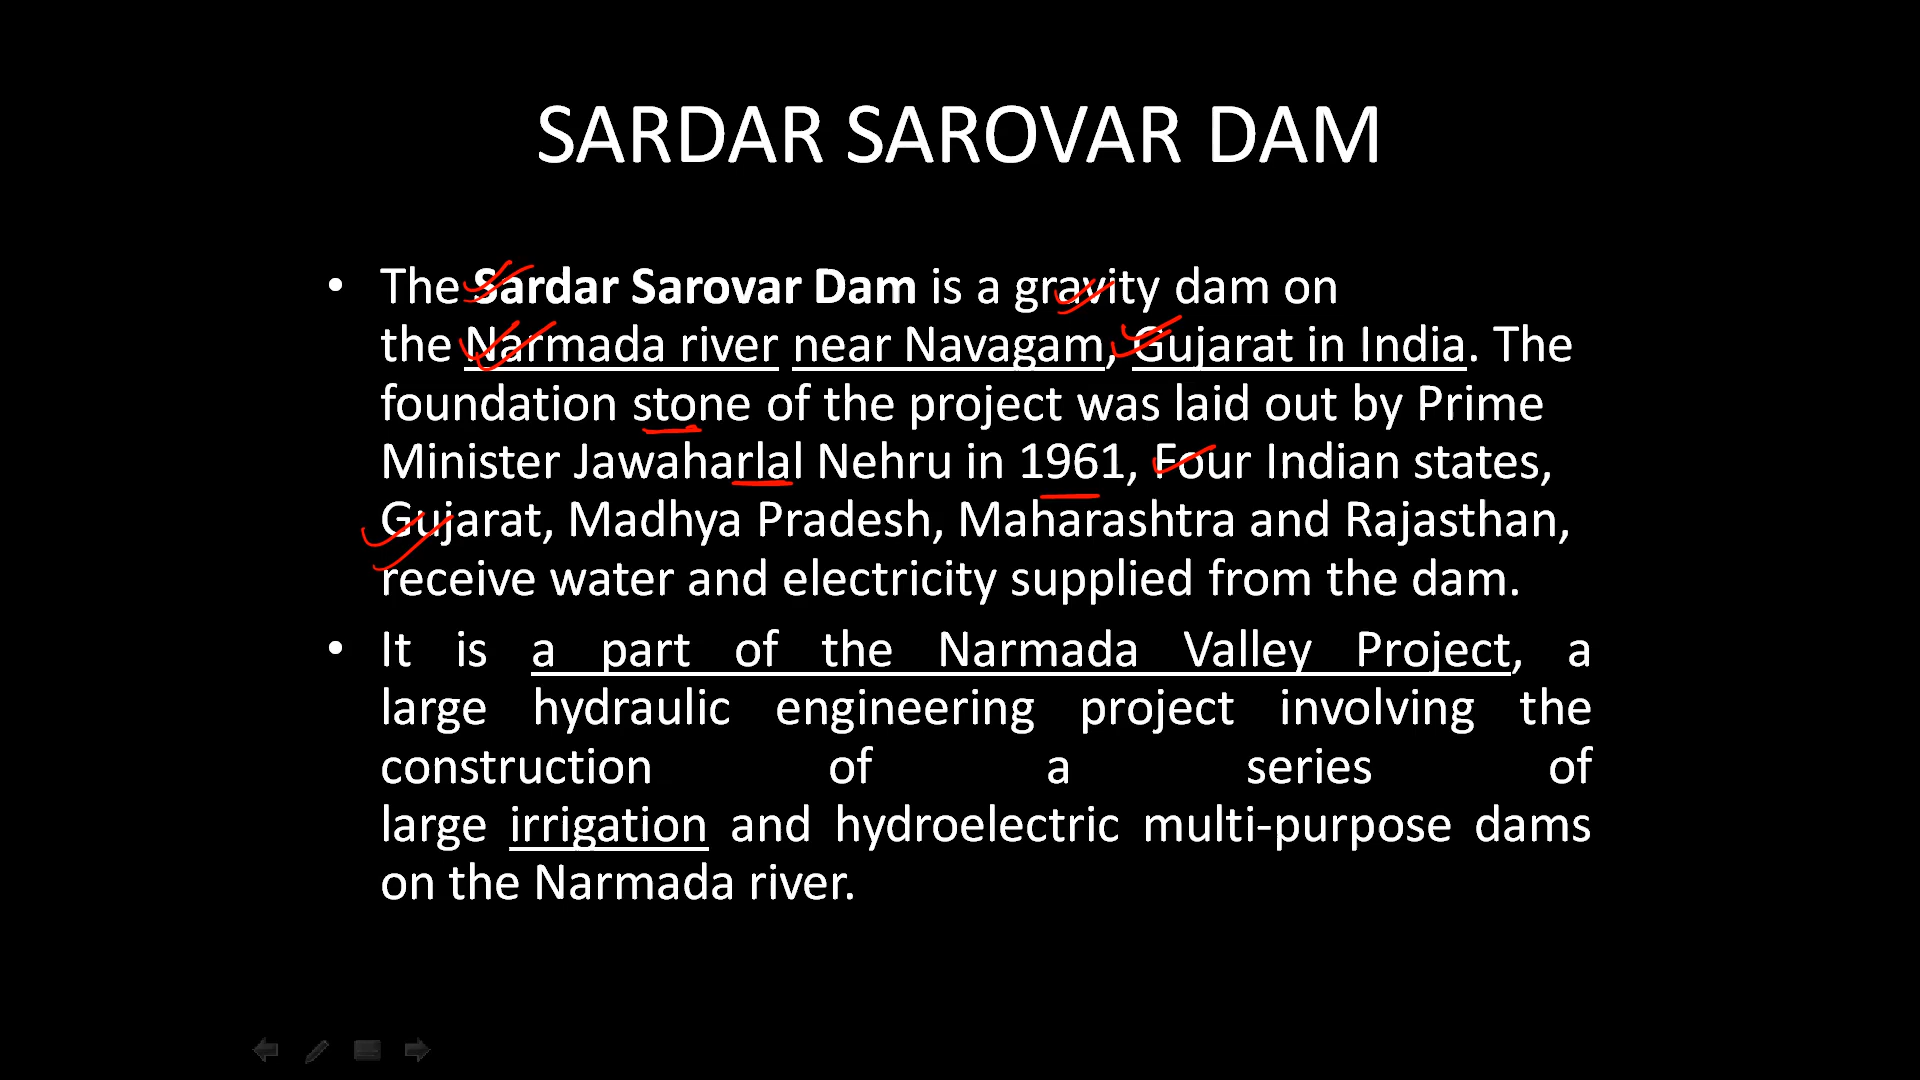 SARDAR SAROVAR DAM
• The Sardar Sarovar Dam is a gravity dam on
the Narmada river near Navagam, Gujarat in India. The
foundation stone of the project was laid out by Prime
Minister Jawaharlal Nehru in 1961, Four Indian states,
Gujarat, Madhya Pradesh, Maharashtra and Rajasthan,
receive water and electricity supplied from the dam.
• It is a part of the Narmada Valley Project, a
large hydraulic engineering project involving the
construction of a series of
large irrigation and hydroelectric multi-purpose dams
on the Narmada river.